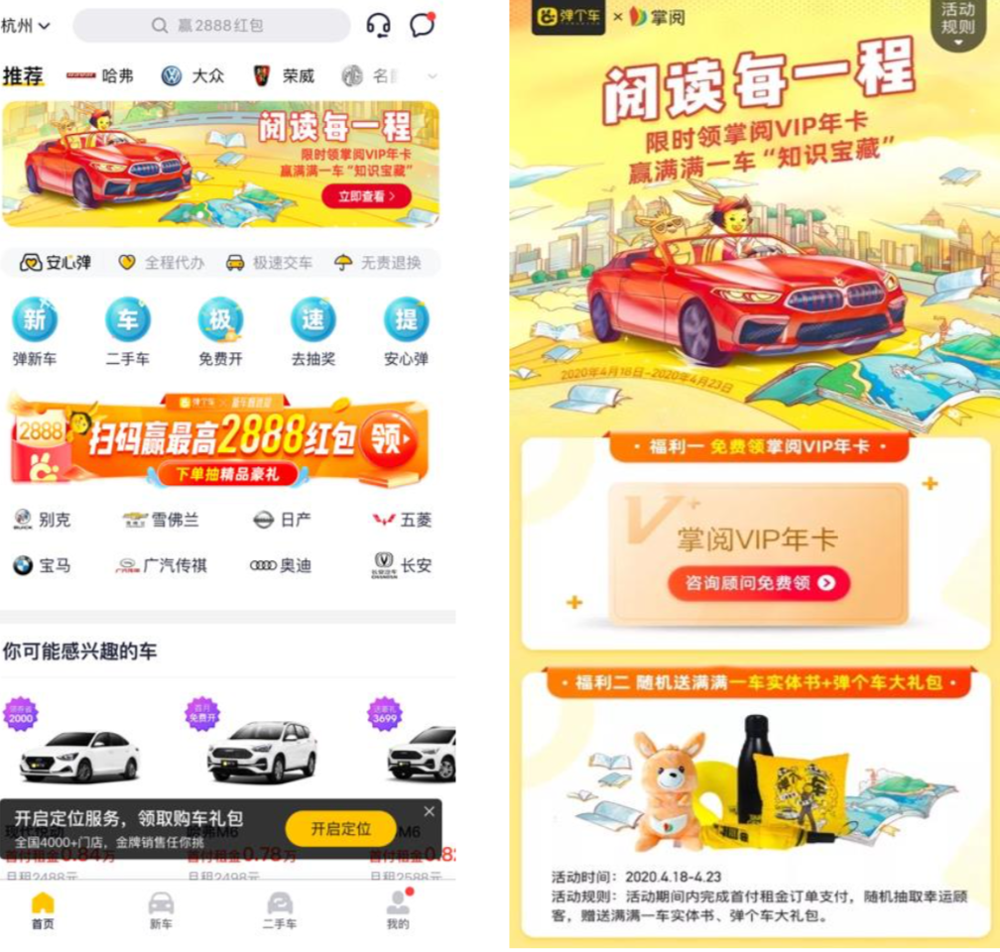 杭州
赢2888红包
推荐 哈弗 大众 荣威 名
阅读每一程
限时领掌阅VIP年卡
赢满满一车“知识宝藏”
立即查看
安心弹 全程代办 极速交车 无责退换
新 车 极 速 提
弹新车 二手车 免费开 去抽奖 安心弹
弹个车 ×
2888 扫码赢最高2888红包 领
下单抽精品豪礼
别克 雪佛兰 日产 五菱
宝马 广汽传祺 奥迪 长安
你可能感兴趣的车
2000 免费开 3699
开启定位服务，领取购车礼包
全国4000+门店，金牌销售任你挑
开启定位
M6
首付租金0.84万 首付租金0.78万 首付租金0.82
日租2488元 日租2498元 日租2588元
首页 新车 二手车 我的
弹个车 × 掌阅
活动
规则
阅读每一程
限时领掌阅VIP年卡
赢满满一车“知识宝藏”
2020年4月18日-2020年4月23日
福利一 免费领掌阅VIP年卡
掌阅VIP年卡
咨询顾问免费领
福利二 随机送满满一车实体书+弹个车大礼包
弹个车
活动时间：2020.4.18-4.23
活动规则：活动期间内完成首付租金订单支付，随机抽取幸运顾
客，赠送满满一车实体书、弹个车大礼包。